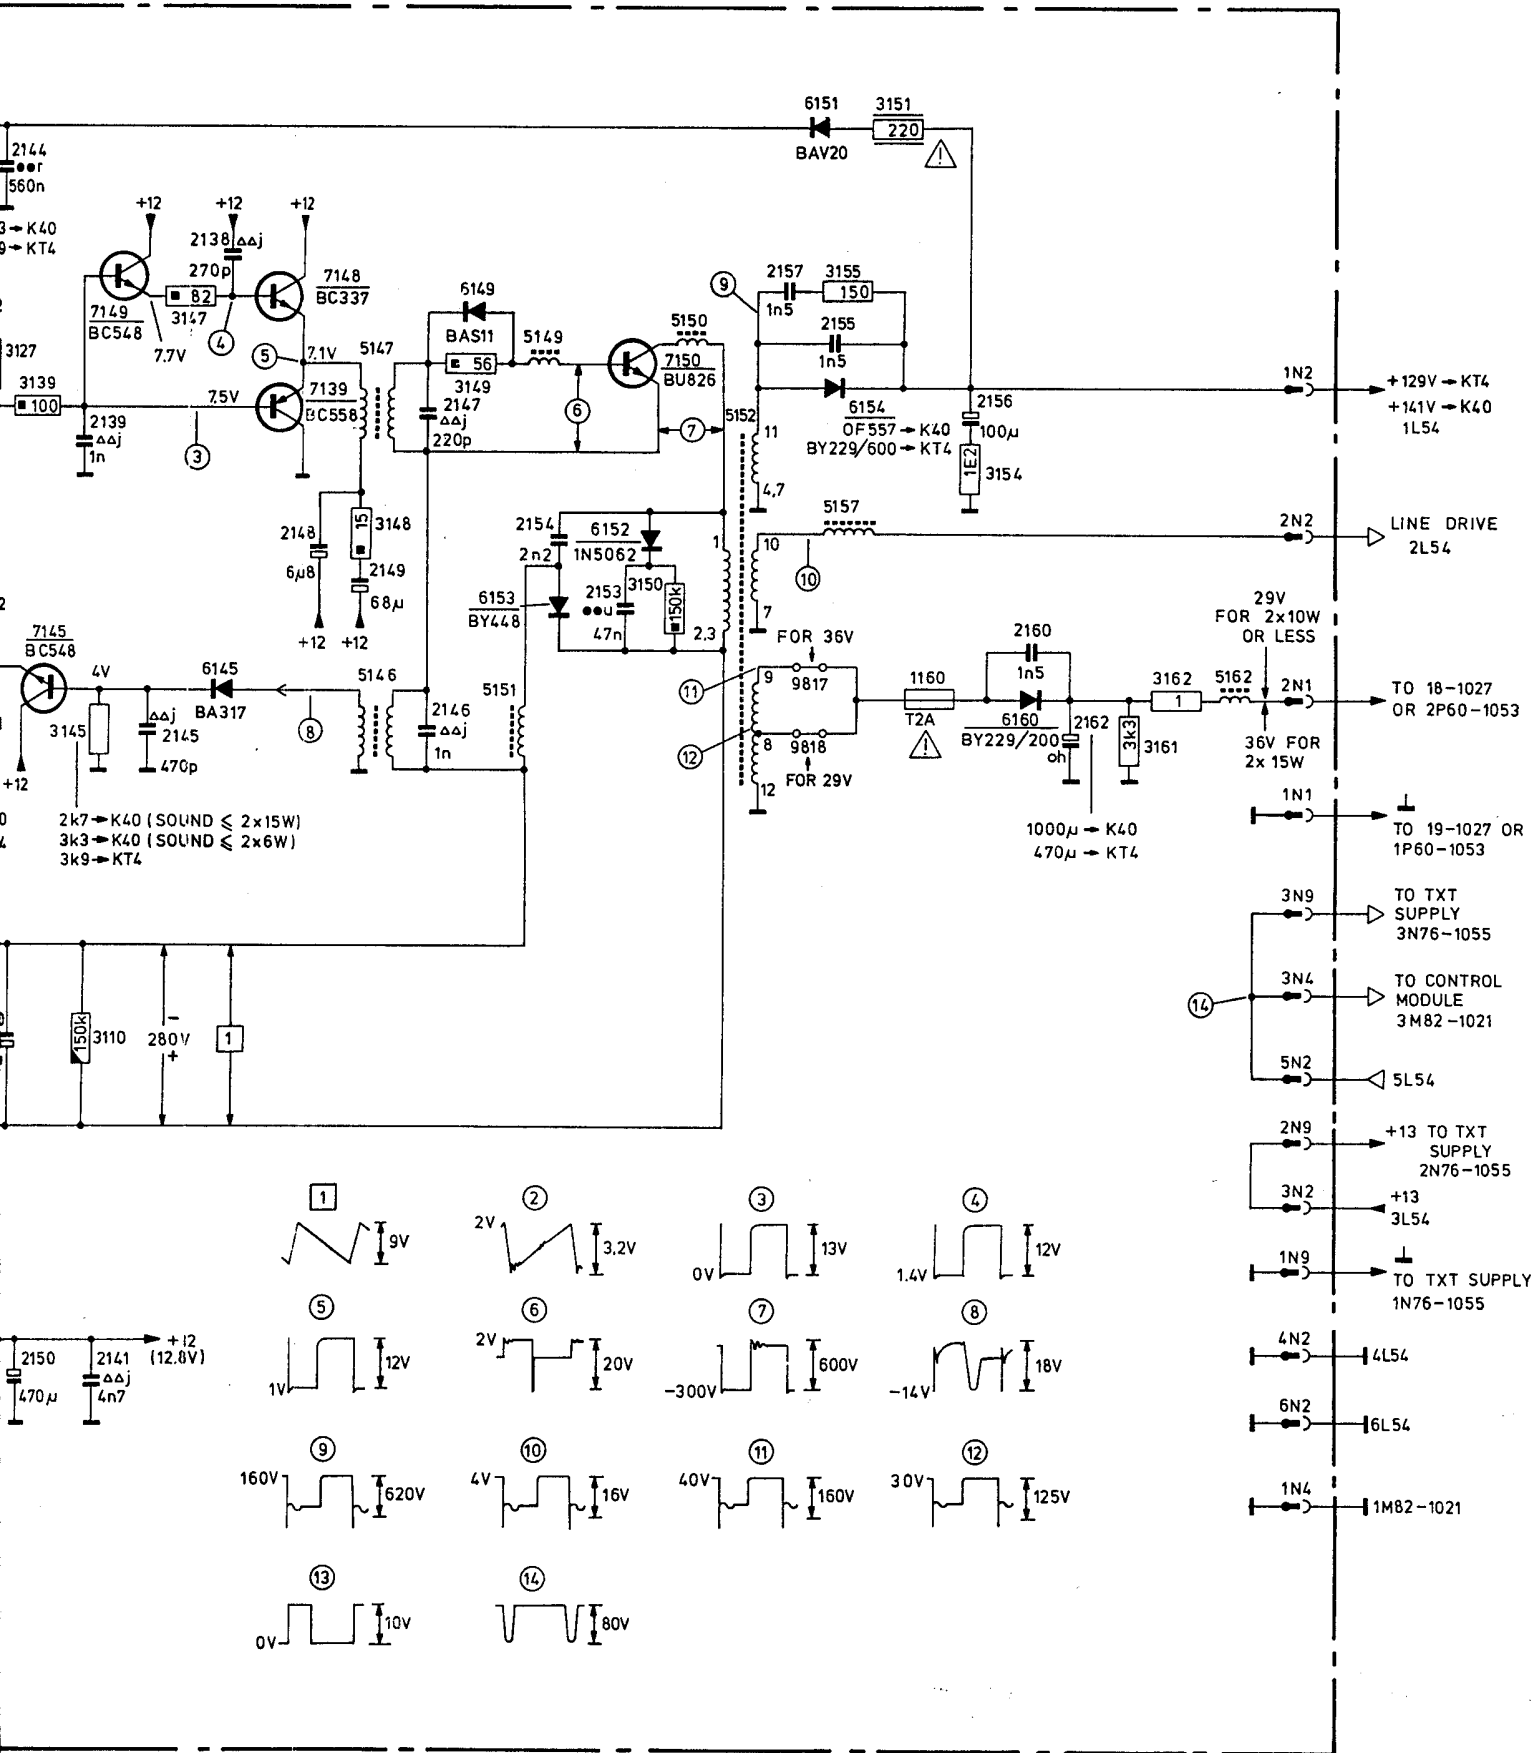 6151
3151
220
BAV20
2144
●●r
560n
3→K40
9→KT4
+12
+12
+12
2138
△△j
270p
7148
BC337
7149
BC548
82
3147
4
7.7V
3127
3139
100
5
7.1V
5147
7.5V
7139
BC558
2139
△△j
1n
3
6149
BAS11
5149
56
3149
2147
△△j
220p
5150
7150
BU826
6
7
9
2157
1n5
3155
150
2155
1n5
5152
11
4,7
6154
OF557→K40
BY229/600→KT4
2156
100µ
1E2
3154
1N2
+129V→KT4
+141V→K40
1L54
2148
6µ8
15
3148
2149
68µ
+12
+12
2154
2n2
6152
1N5062
6153
BY448
2153
●●u
47n
3150
150k
1
2,3
10
7
5157
10
2N2
LINE DRIVE
2L54
7145
BC548
4V
6145
BA317
3145
△△j
2145
470p
+12
8
5146
2146
△△j
1n
5151
FOR 36V
11
9
9817
12
8
9818
FOR 29V
12
1160
T2A
2160
1n5
6160
BY229/200
2162
oh
3k3
3161
3162
1
5162
29V
FOR 2x10W
OR LESS
2N1
36V FOR
2x 15W
TO 18-1027
OR 2P60-1053
1000µ→K40
470µ→KT4
2k7→K40 (SOUND ≤ 2x15W)
3k3→K40 (SOUND ≤ 2x6W)
3k9→KT4
1N1
TO 19-1027 OR
1P60-1053
3N9
TO TXT
SUPPLY
3N76-1055
14
3N4
TO CONTROL
MODULE
3M82-1021
5N2
5L54
2N9
+13 TO TXT
SUPPLY
2N76-1055
3N2
+13
3L54
1N9
TO TXT SUPPLY
1N76-1055
4N2
4L54
6N2
6L54
1N4
1M82-1021
150k
3110
−
280V
+
1
2150
470µ
2141
△△j
4n7
+12
(12.8V)
1
9V
2
2V
3,2V
3
0V
13V
4
1.4V
12V
5
1V
12V
6
2V
20V
7
-300V
600V
8
-14V
18V
9
160V
620V
10
4V
16V
11
40V
160V
12
30V
125V
13
0V
10V
14
80V